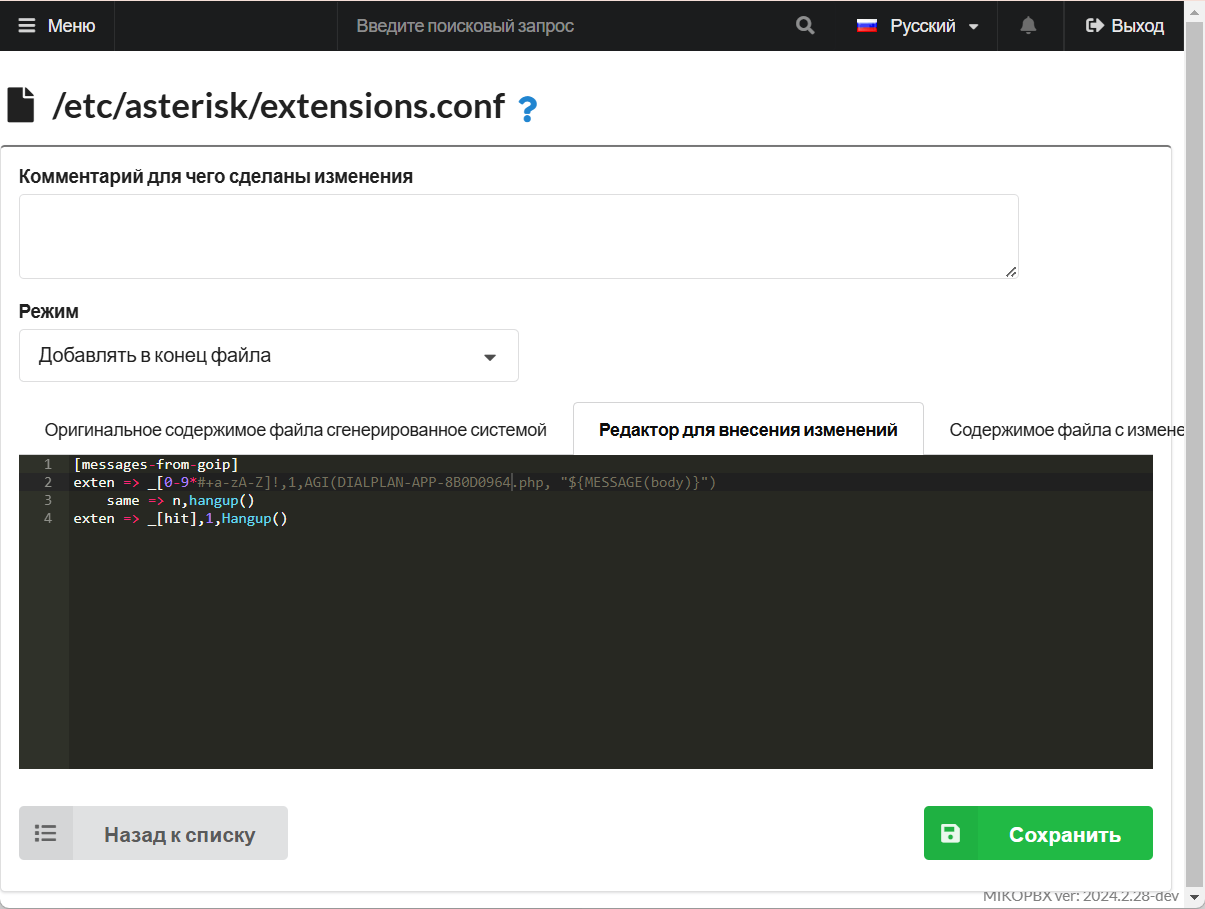 Меню
Введите поисковый запрос
Русский
Выход
/etc/asterisk/extensions.conf ?
Комментарий для чего сделаны изменения
Режим
Добавлять в конец файла
Оригинальное содержимое файла сгенерированное системой
Редактор для внесения изменений
Содержимое файла с измене
1 [messages-from-goip]
2 exten => _[0-9*#+a-zA-Z]!,1,AGI(DIALPLAN-APP-8B0D0964.php, "${MESSAGE(body)}")
3 same => n,hangup()
4 exten => _[hit],1,Hangup()
Назад к списку
Сохранить
MIKOPBX ver: 2024.2.28-dev